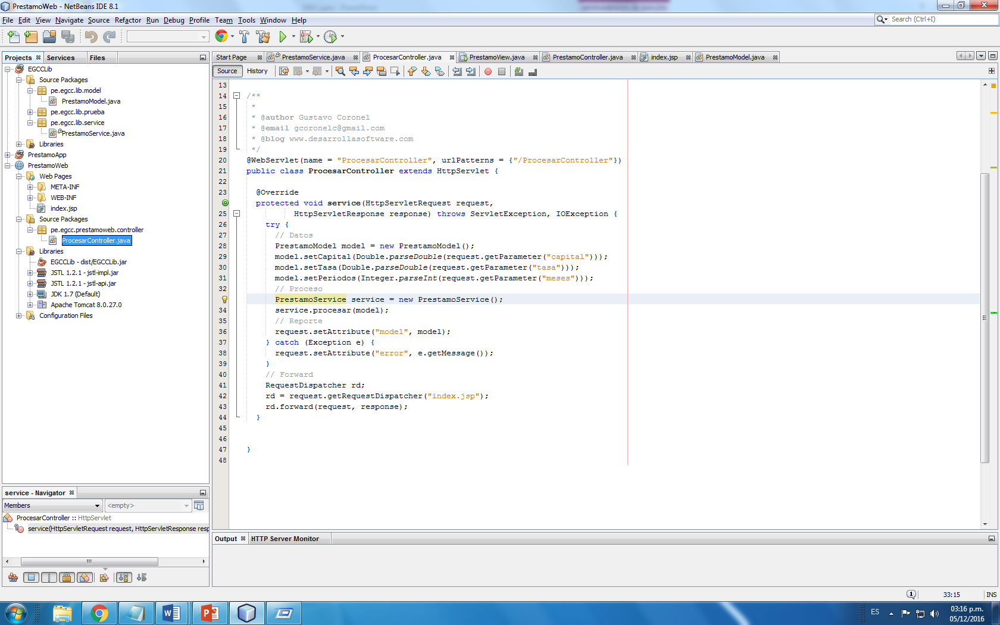 PrestamoWeb - NetBeans IDE 8.1
File Edit View Navigate Source Refactor Run Debug Profile Team Tools Window Help
Search (Ctrl+I)
Projects Services Files
EGCCLib
Source Packages
pe.egcc.lib.model
PrestamoModel.java
pe.egcc.lib.prueba
pe.egcc.lib.service
PrestamoService.java
Libraries
PrestamoApp
PrestamoWeb
Web Pages
META-INF
WEB-INF
index.jsp
Source Packages
pe.egcc.prestamoweb.controller
ProcesarController.java
Libraries
EGCCLib - dist/EGCCLib.jar
JSTL 1.2.1 - jstl-impl.jar
JSTL 1.2.1 - jstl-api.jar
JDK 1.7 (Default)
Apache Tomcat 8.0.27.0
Configuration Files
service - Navigator
Members <empty>
ProcesarController :: HttpServlet
service(HttpServletRequest request, HttpServletResponse resp
Start Page PrestamoService.java ProcesarController.java PrestamoView.java PrestamoController.java index.jsp PrestamoModel.java
Source History
13
14 /**
15 *
16 * @author Gustavo Coronel
17 * @email gcoronelc@gmail.com
18 * @blog www.desarrollasoftware.com
19 */
20 @WebServlet(name = "ProcesarController", urlPatterns = {"/ProcesarController"})
21 public class ProcesarController extends HttpServlet {
22
23 @Override
protected void service(HttpServletRequest request,
25 HttpServletResponse response) throws ServletException, IOException {
26 try {
27 // Datos
28 PrestamoModel model = new PrestamoModel();
29 model.setCapital(Double.parseDouble(request.getParameter("capital")));
30 model.setTasa(Double.parseDouble(request.getParameter("tasa")));
31 model.setPeriodos(Integer.parseInt(request.getParameter("meses")));
32 // Proceso
PrestamoService service = new PrestamoService();
34 service.procesar(model);
35 // Reporte
36 request.setAttribute("model", model);
37 } catch (Exception e) {
38 request.setAttribute("error", e.getMessage());
39 }
40 // Forward
41 RequestDispatcher rd;
42 rd = request.getRequestDispatcher("index.jsp");
43 rd.forward(request, response);
44 }
45
46
47 }
48
Output HTTP Server Monitor
1 33:15 INS
ES 03:16 p.m.
05/12/2016